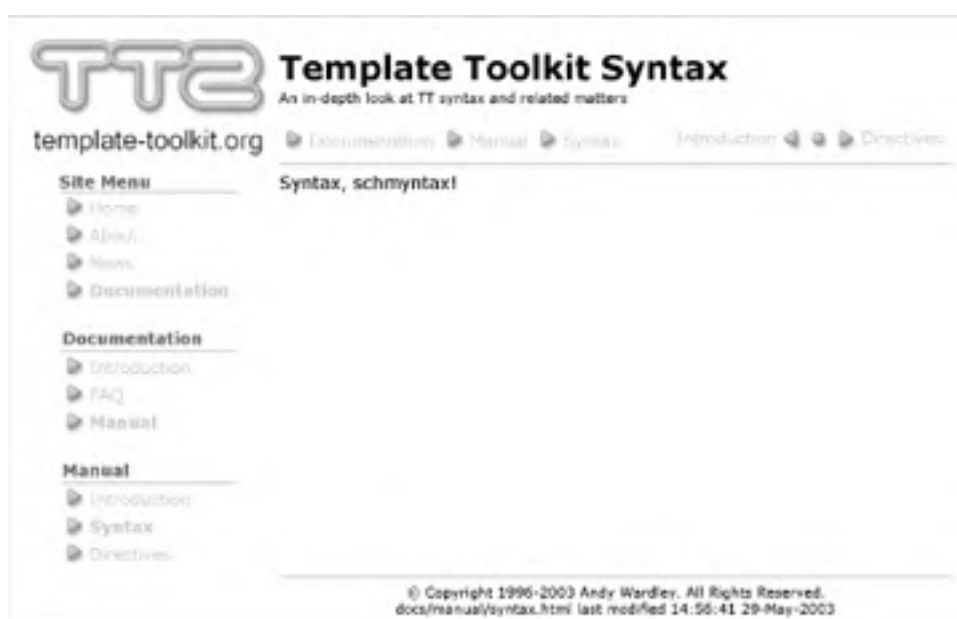 TT2
template-toolkit.org
Template Toolkit Syntax
An in-depth look at TT syntax and related matters
Documentation Manual Syntax Introduction Directives
Site Menu
Home
About
News
Documentation
Documentation
Introduction
FAQ
Manual
Manual
Introduction
Syntax
Directives
Syntax, schmyntax!
© Copyright 1996-2003 Andy Wardley. All Rights Reserved.
docs/manual/syntax.html last modified 14:56:41 29-May-2003